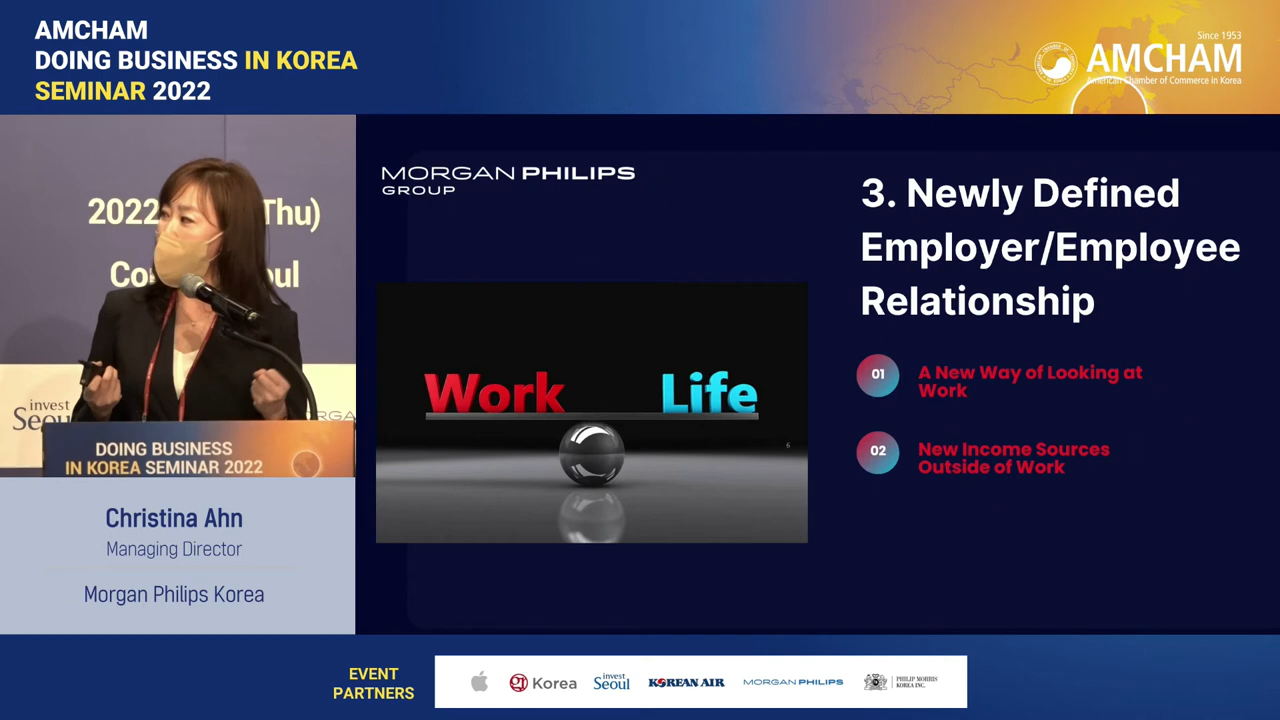 AMCHAM
DOING BUSINESS IN KOREA
SEMINAR 2022
Since 1953
AMCHAM
American Chamber of Commerce in Korea
2022 Thu)
MORGAN PHILIPS
GROUP
3. Newly Defined
Employer/Employee
Relationship
Work Life
6
01
A New Way of Looking at
Work
02
New Income Sources
Outside of Work
invest
DOING BUSINESS
IN KOREA SEMINAR 2022
Christina Ahn
Managing Director
Morgan Philips Korea
EVENT
PARTNERS
Korea
invest
Seoul
KOREAN AIR
MORGAN PHILIPS
PHILIP MORRIS
KOREA INC.